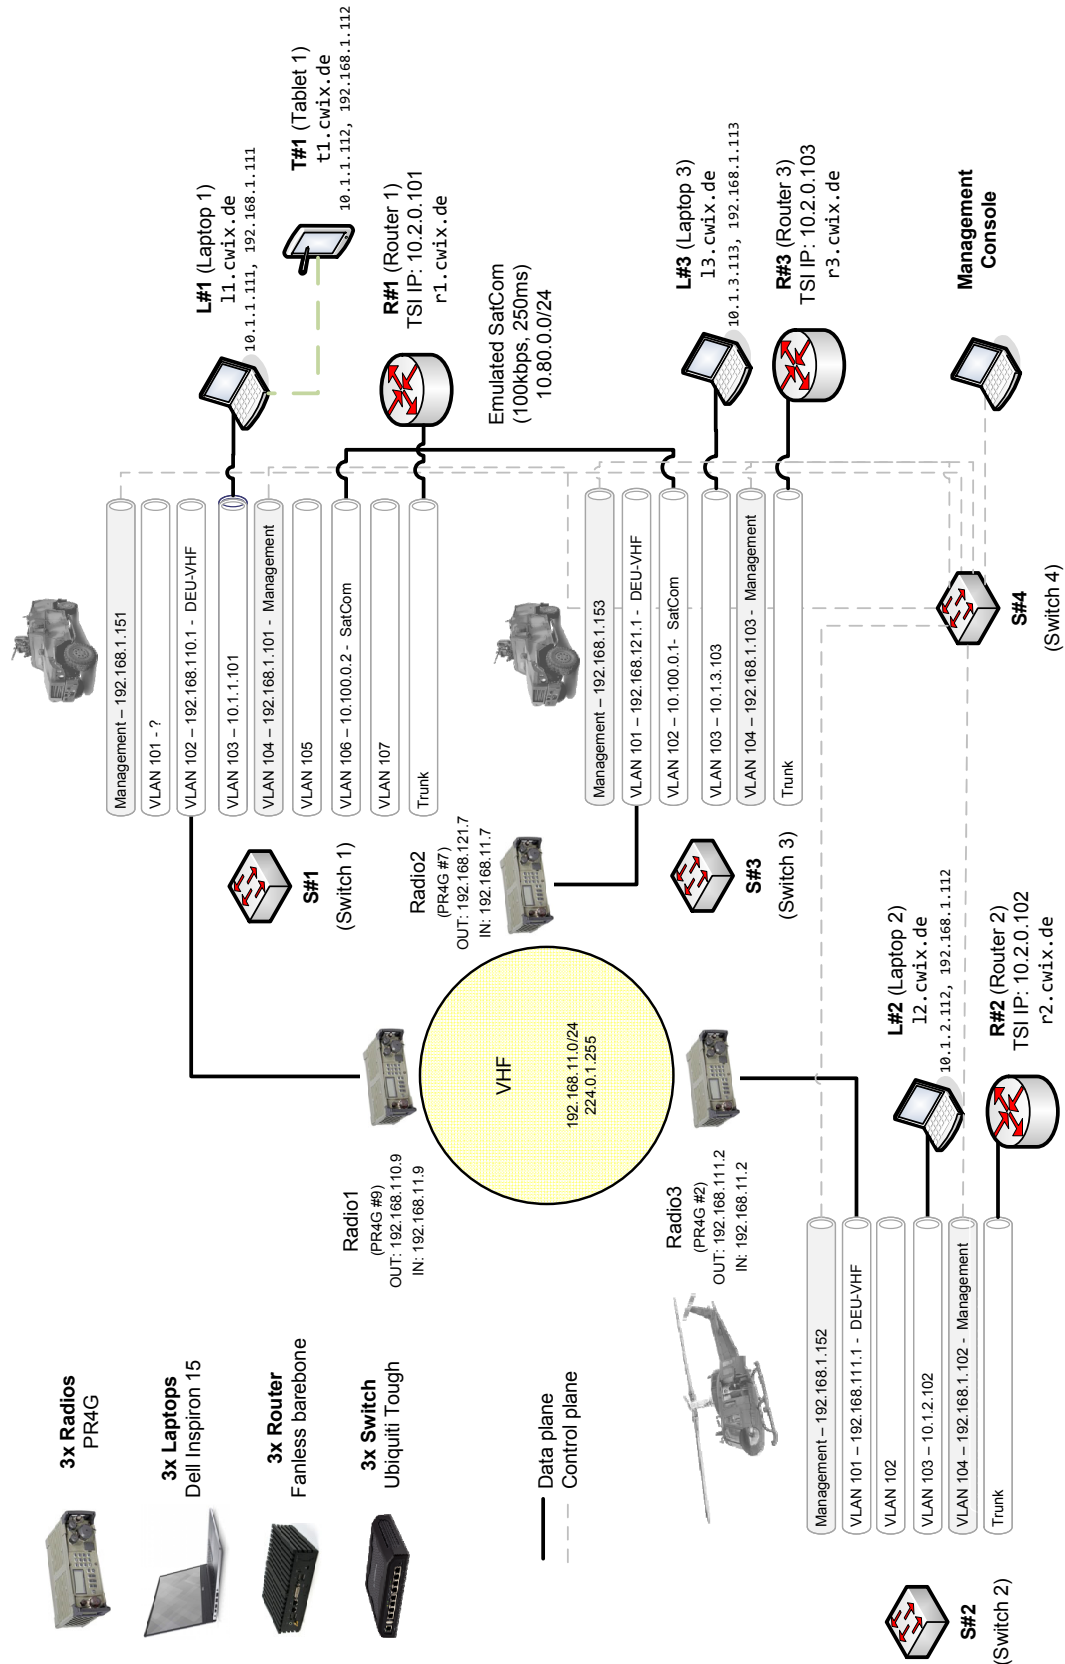 3x Radios
PR4G
3x Laptops
Dell Inspiron 15
3x Router
Fanless barebone
3x Switch
Ubiquiti Tough
Data plane
Control plane
Radio1
(PR4G #9)
OUT: 192.168.110.9
IN: 192.168.11.9
VHF
192.168.11.0/24
224.0.1.255
Radio2
(PR4G #7)
OUT: 192.168.121.7
IN: 192.168.11.7
Radio3
(PR4G #2)
OUT: 192.168.111.2
IN: 192.168.11.2
S#1
(Switch 1)
Management – 192.168.1.151
VLAN 101 - ?
VLAN 102 – 192.168.110.1 - DEU-VHF
VLAN 103 – 10.1.1.101
VLAN 104 – 192.168.1.101 - Management
VLAN 105
VLAN 106 – 10.100.0.2 - SatCom
VLAN 107
Trunk
L#1 (Laptop 1)
l1.cwix.de
10.1.1.111, 192.168.1.111
T#1 (Tablet 1)
t1.cwix.de
10.1.1.112, 192.168.1.112
R#1 (Router 1)
TSI IP: 10.2.0.101
r1.cwix.de
Emulated SatCom
(100kbps, 250ms)
10.80.0.0/24
S#3
(Switch 3)
Management – 192.168.1.153
VLAN 101 – 192.168.121.1 - DEU-VHF
VLAN 102 – 10.100.0.1- SatCom
VLAN 103 – 10.1.3.103
VLAN 104 – 192.168.1.103 - Management
Trunk
L#3 (Laptop 3)
l3.cwix.de
10.1.3.113, 192.168.1.113
R#3 (Router 3)
TSI IP: 10.2.0.103
r3.cwix.de
S#2
(Switch 2)
Management – 192.168.1.152
VLAN 101 – 192.168.111.1 - DEU-VHF
VLAN 102
VLAN 103 – 10.1.2.102
VLAN 104 – 192.168.1.102 - Management
Trunk
L#2 (Laptop 2)
l2.cwix.de
10.1.2.112, 192.168.1.112
R#2 (Router 2)
TSI IP: 10.2.0.102
r2.cwix.de
S#4
(Switch 4)
Management
Console